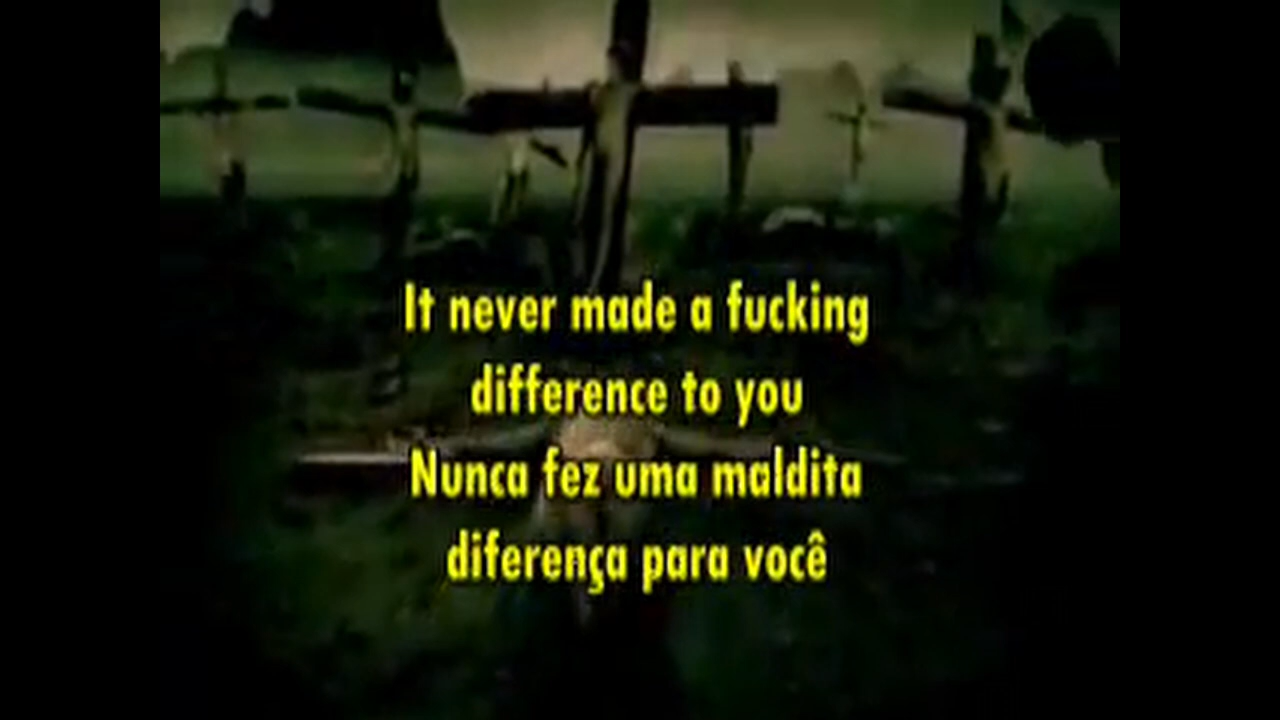 It never made a fucking
difference to you
Nunca fez uma maldita
diferença para você